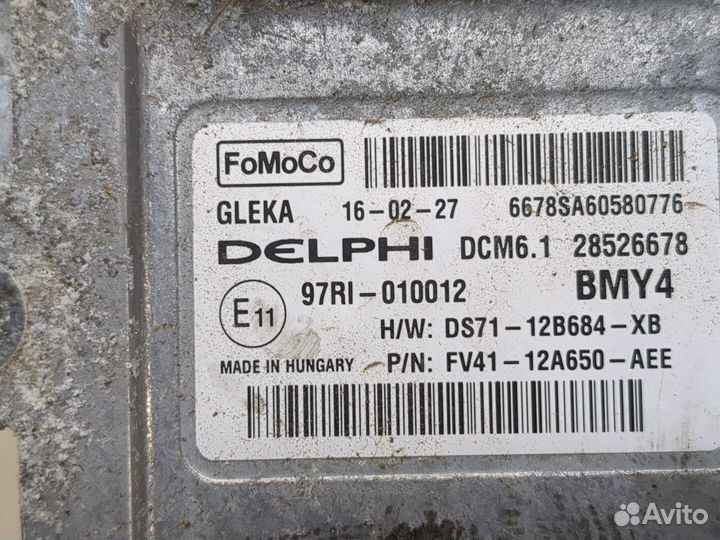 FoMoCo
GLEKA 16-02-27 6678SA60580776
DELPHI DCM6.1 28526678
E11 97RI-010012 BMY4
H/W: DS71-12B684-XB
MADE IN HUNGARY P/N: FV41-12A650-AEE
Avito